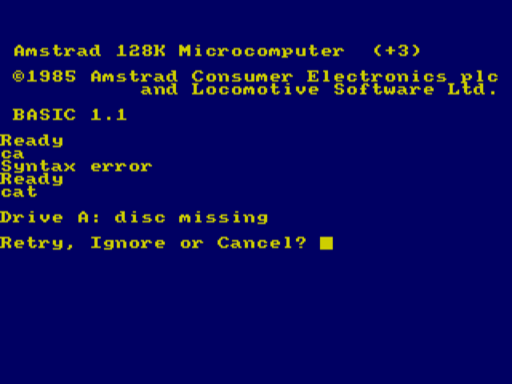 Amstrad 128K Microcomputer (+3)
©1985 Amstrad Consumer Electronics plc
and Locomotive Software Ltd.
BASIC 1.1
Ready
ca
Syntax error
Ready
cat
Drive A: disc missing
Retry, Ignore or Cancel?